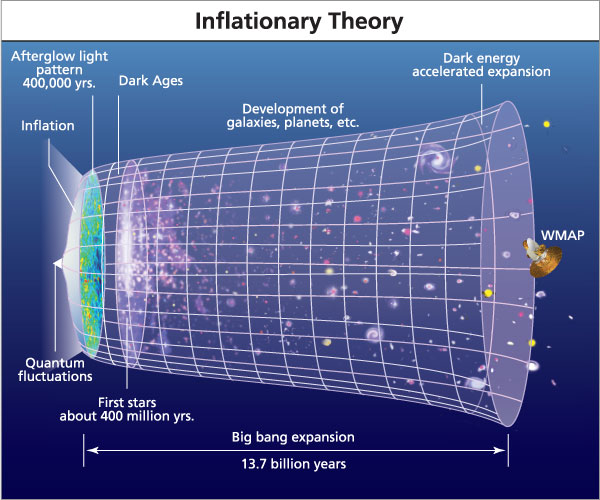 Inflationary Theory
Afterglow light
pattern
400,000 yrs.
Dark Ages
Dark energy
accelerated expansion
Development of
galaxies, planets, etc.
Inflation
WMAP
Quantum
fluctuations
First stars
about 400 million yrs.
Big bang expansion
13.7 billion years